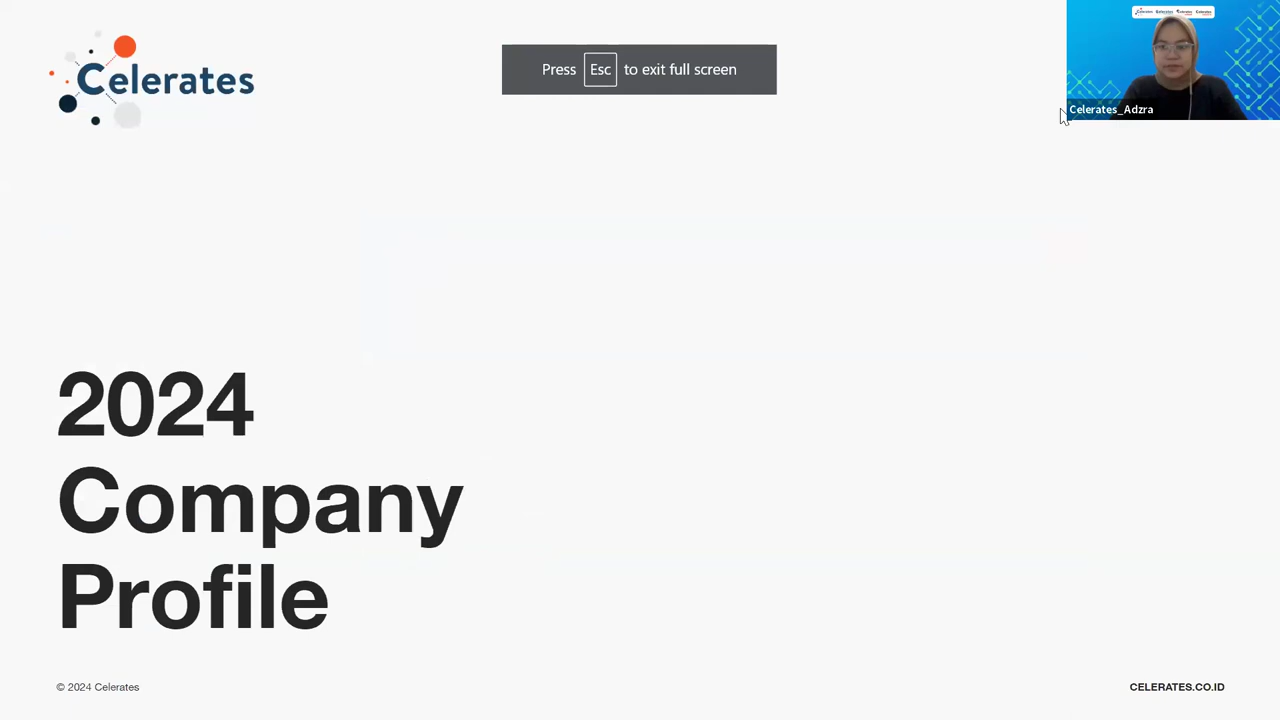 Celerates
Press Esc to exit full screen
Celerates_Adzra
2024
Company
Profile
© 2024 Celerates
CELERATES.CO.ID